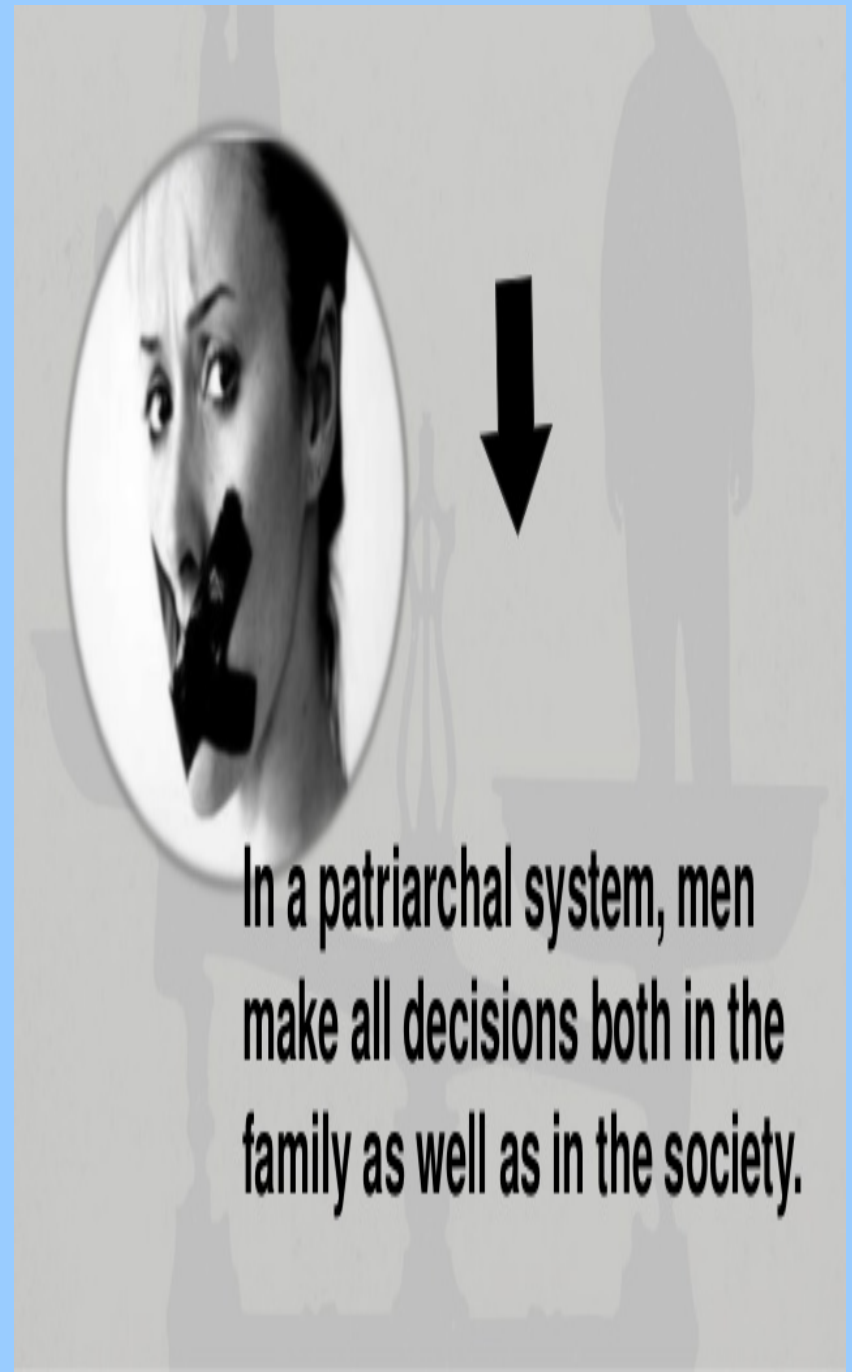 In a patriarchal system, men
make all decisions both in the
family as well as in the society.